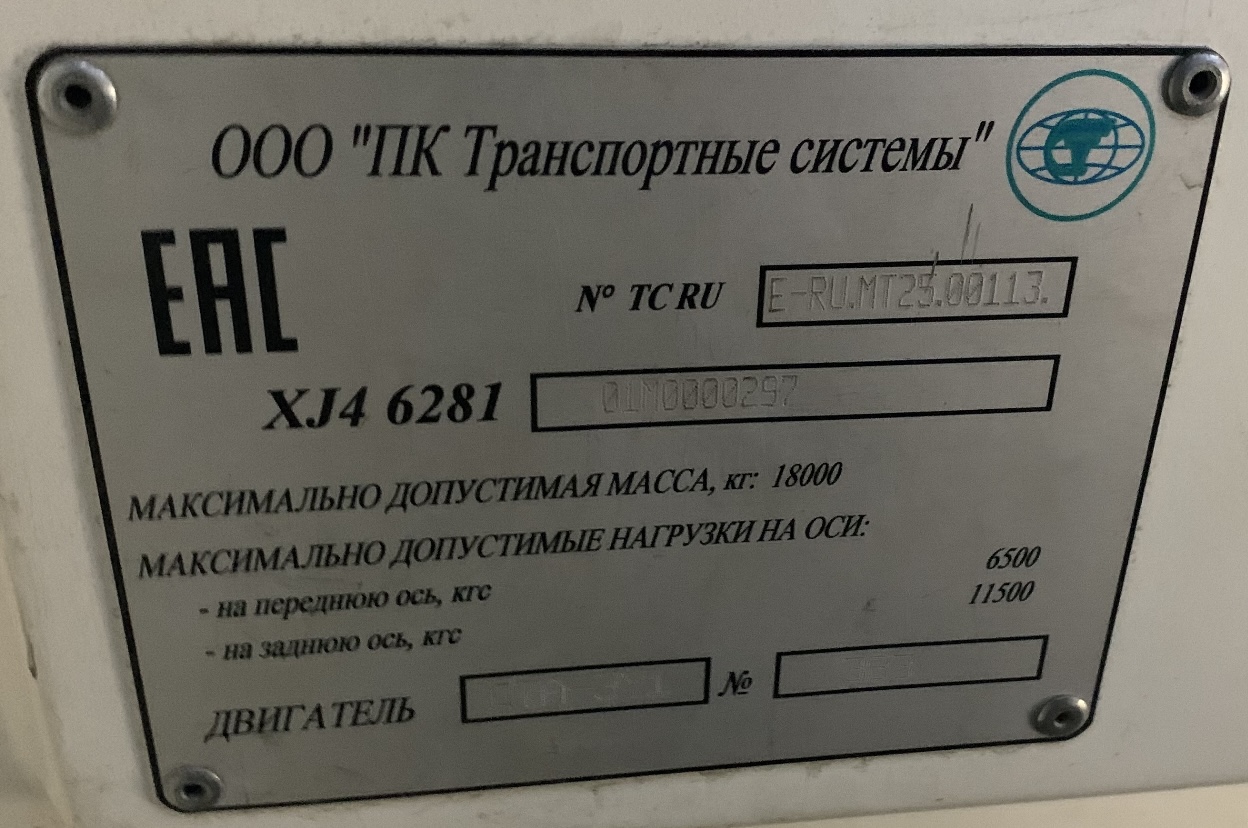 ООО "ПК Транспортные системы"
ЕАС
№ ТС RU E-RU.MT25.00113.
XJ4 6281 01M0000297
МАКСИМАЛЬНО ДОПУСТИМАЯ МАССА, кг: 18000
МАКСИМАЛЬНО ДОПУСТИМЫЕ НАГРУЗКИ НА ОСИ:
- на переднюю ось, кгс 6500
- на заднюю ось, кгс 11500
ДВИГАТЕЛЬ №